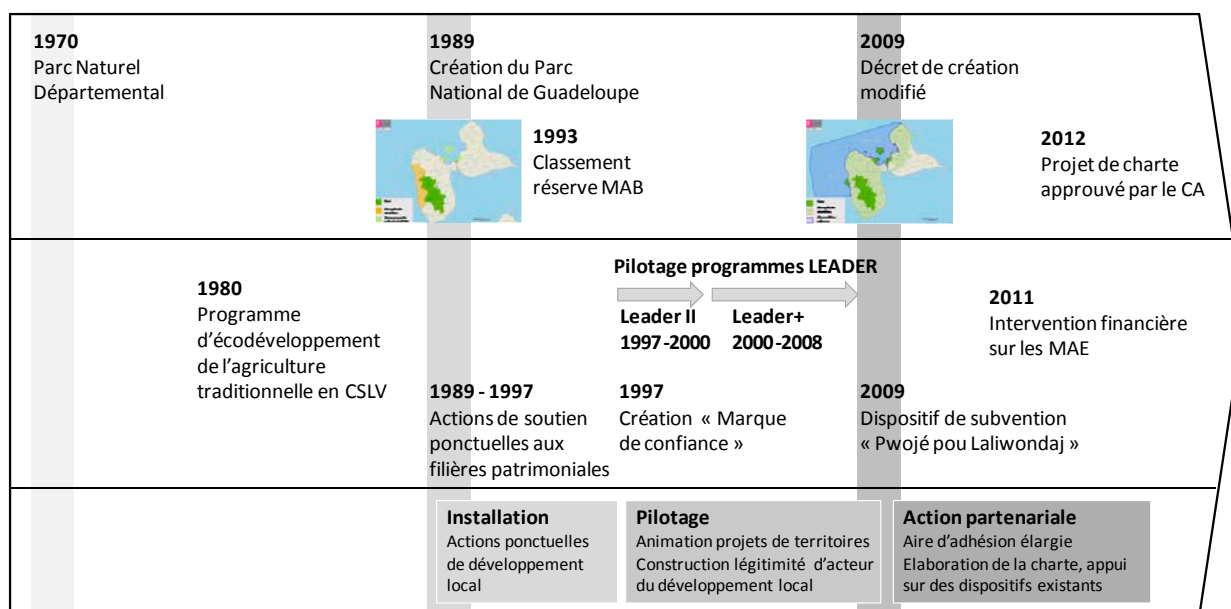 1970
Parc Naturel
Départemental
1989
Création du Parc
National de Guadeloupe
1993
Classement
réserve MAB
2009
Décret de création
modifié
2012
Projet de charte
approuvé par le CA
1980
Programme
d’écodéveloppement
de l’agriculture
traditionnelle en CSLV
Pilotage programmes LEADER
Leader II
1997-2000
Leader+
2000-2008
2011
Intervention financière
sur les MAE
1989 - 1997
Actions de soutien
ponctuelles aux
filières patrimoniales
1997
Création « Marque
de confiance »
2009
Dispositif de subvention
« Pwojé pou Laliwondaj »
Installation
Actions ponctuelles
de développement
local
Pilotage
Animation projets de territoires
Construction légitimité d’acteur
du développement local
Action partenariale
Aire d’adhésion élargie
Elaboration de la charte, appui
sur des dispositifs existants